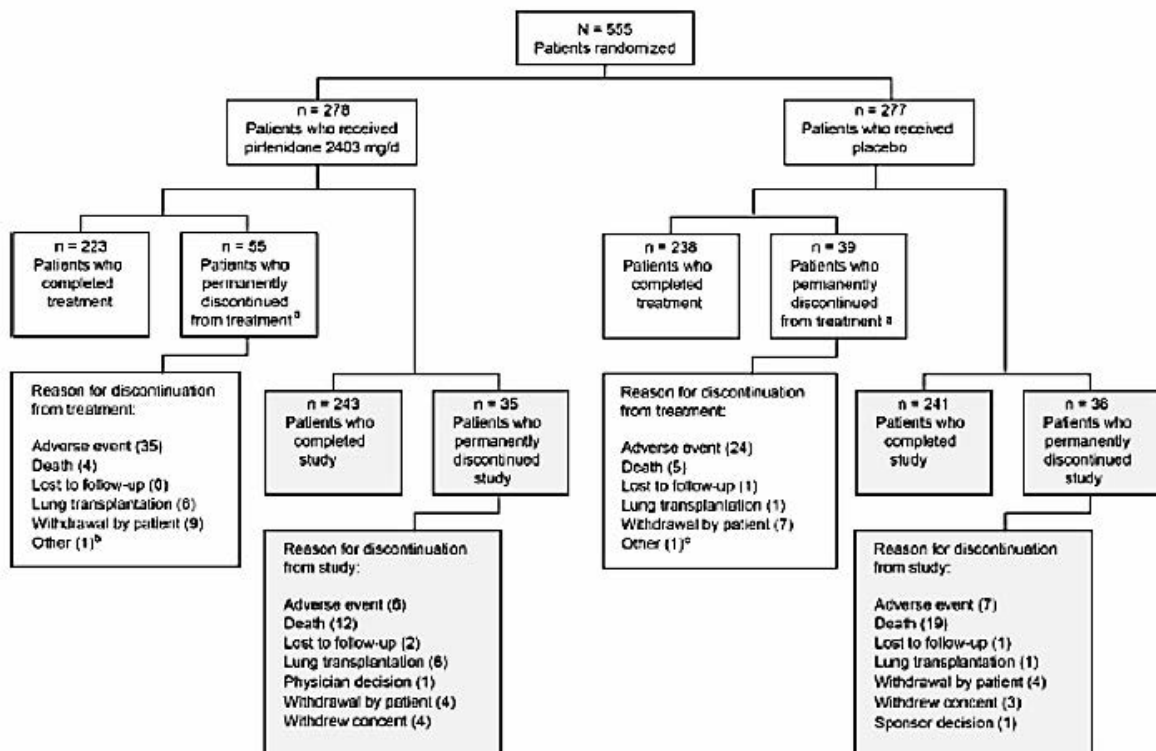 N = 555
Patients randomized
n = 278
Patients who received
pirfenidone 2403 mg/d
n = 277
Patients who received
placebo
n = 223
Patients who
completed
treatment
n = 55
Patients who
permanently
discontinued
from treatment a
n = 238
Patients who
completed
treatment
n = 39
Patients who
permanently
discontinued
from treatment a
Reason for discontinuation
from treatment:
Adverse event (35)
Death (4)
Lost to follow-up (0)
Lung transplantation (6)
Withdrawal by patient (9)
Other (1)b
n = 243
Patients who
completed
study
n = 35
Patients who
permanently
discontinued
study
Reason for discontinuation
from treatment:
Adverse event (24)
Death (5)
Lost to follow-up (1)
Lung transplantation (1)
Withdrawal by patient (7)
Other (1)c
n = 241
Patients who
completed
study
n = 36
Patients who
permanently
discontinued
study
Reason for discontinuation
from study:
Adverse event (6)
Death (12)
Lost to follow-up (2)
Lung transplantation (6)
Physician decision (1)
Withdrawal by patient (4)
Withdrew concent (4)
Reason for discontinuation
from study:
Adverse event (7)
Death (19)
Lost to follow-up (1)
Lung transplantation (1)
Withdrawal by patient (4)
Withdrew concent (3)
Sponsor decision (1)